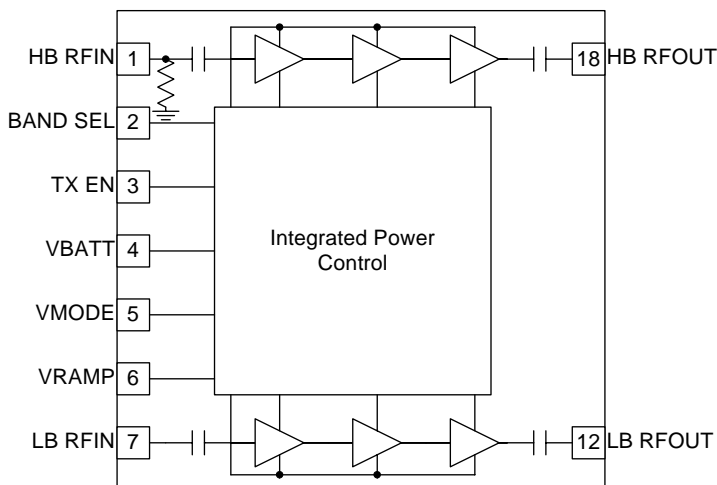 HB RFIN 1
18 HB RFOUT
BAND SEL 2
TX EN 3
VBATT 4
Integrated Power
Control
VMODE 5
VRAMP 6
LB RFIN 7
12 LB RFOUT